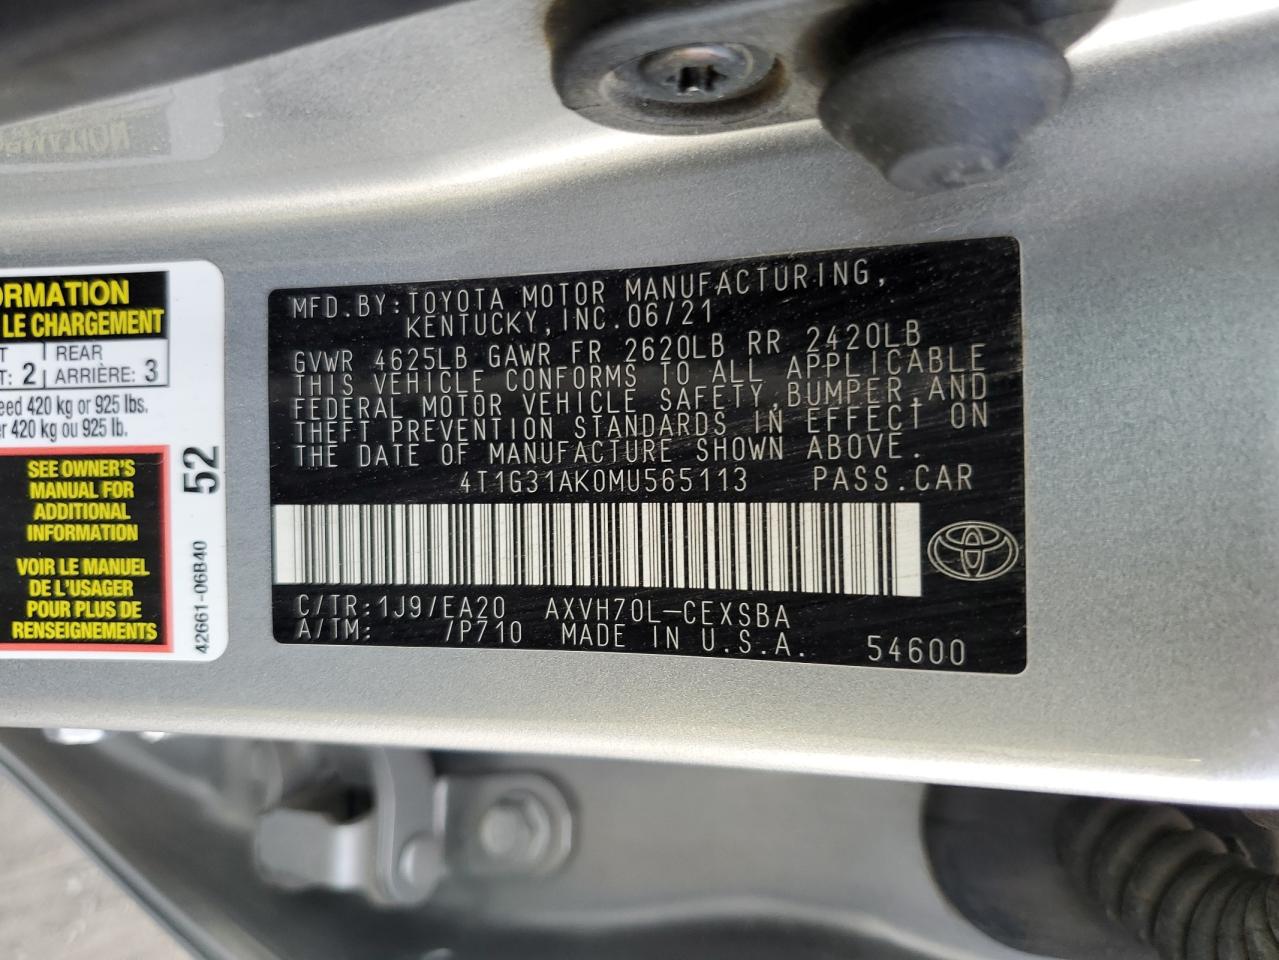 ORMATION
LE CHARGEMENT
T | REAR
T: 2 | ARRIÈRE: 3
eed 420 kg or 925 lbs.
r 420 kg ou 925 lb.
SEE OWNER'S
MANUAL FOR
ADDITIONAL
INFORMATION
VOIR LE MANUEL
DE L'USAGER
POUR PLUS DE
RENSEIGNEMENTS
52
42661-06B40
MFD.BY:TOYOTA MOTOR MANUFACTURING,
KENTUCKY,INC.06/21
GVWR 4625LB GAWR FR 2620LB RR 2420LB
THIS VEHICLE CONFORMS TO ALL APPLICABLE
FEDERAL MOTOR VEHICLE SAFETY,BUMPER,AND
THEFT PREVENTION STANDARDS IN EFFECT ON
THE DATE OF MANUFACTURE SHOWN ABOVE.
4T1G31AK0MU565113 PASS.CAR
C/TR:1J9/EA20 AXVH70L-CEXSBA
A/TM: /P710 MADE IN U.S.A. 54600